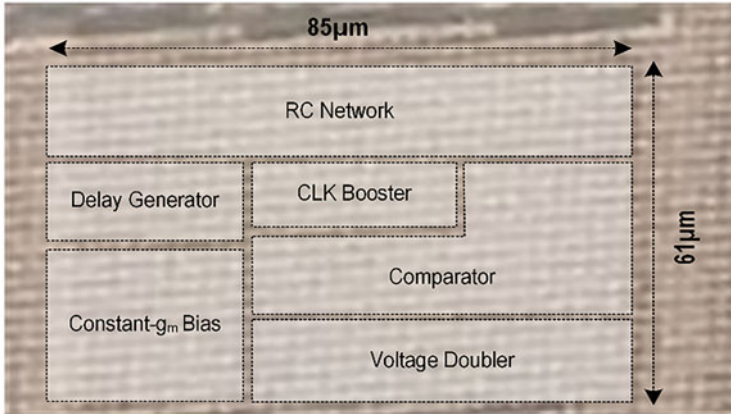 85μm
RC Network
Delay Generator
CLK Booster
61μm
Comparator
Constant-gₘ Bias
Voltage Doubler